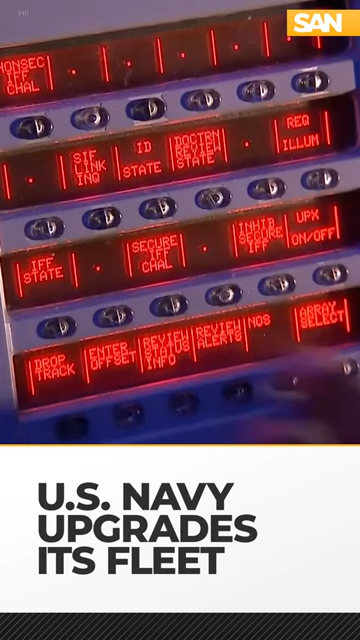 SAN
NONSEC
IFF
CHAL
SIF
LINK
INQ
ID
STATE
DOCTRN
REVIEW
STATE
REQ
ILLUM
IFF
STATE
SECURE
IFF
CHAL
INHIB
SECURE
IFF
UPX
ON/OFF
DROP
TRACK
ENTER
OFFSET
REVIEW
STATUS
INFO
REVIEW
ALERTS
NOS
ARRAY
SELECT
U.S. NAVY
UPGRADES
ITS FLEET